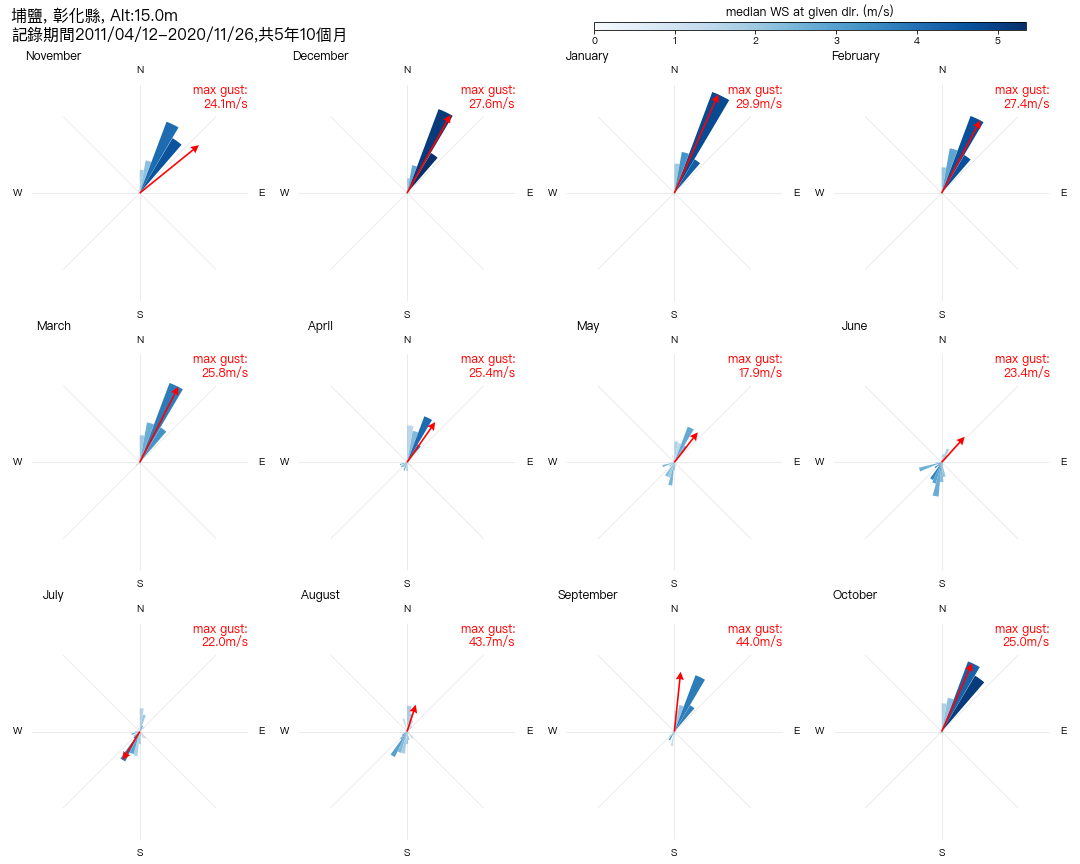 埔鹽, 彰化縣, Alt:15.0m
記錄期間2011/04/12−2020/11/26,共5年10個月
median WS at given dir. (m/s)
0 1 2 3 4 5
November
N
max gust:
24.1m/s
W E
S
December
N
max gust:
27.6m/s
W E
S
January
N
max gust:
29.9m/s
W E
S
February
N
max gust:
27.4m/s
W E
S
March
N
max gust:
25.8m/s
W E
S
April
N
max gust:
25.4m/s
W E
S
May
N
max gust:
17.9m/s
W E
S
June
N
max gust:
23.4m/s
W E
S
July
N
max gust:
22.0m/s
W E
S
August
N
max gust:
43.7m/s
W E
S
September
N
max gust:
44.0m/s
W E
S
October
N
max gust:
25.0m/s
W E
S